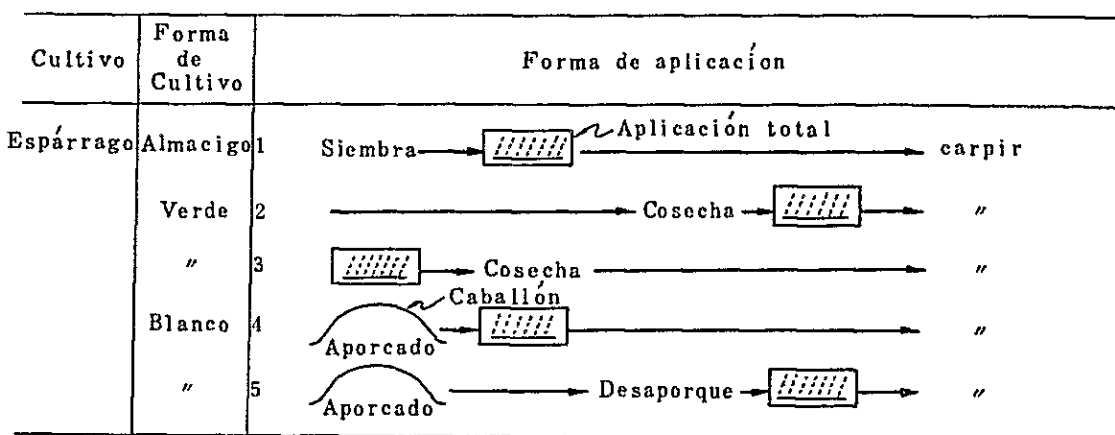 Cultivo
Forma
de
Cultivo
Forma de aplicacíon
Espárrago Almacigo 1 Siembra Aplicación total carpir
Verde 2 Cosecha "
" 3 Cosecha "
Blanco 4 Aporcado Caballón "
" 5 Aporcado Desaporque "